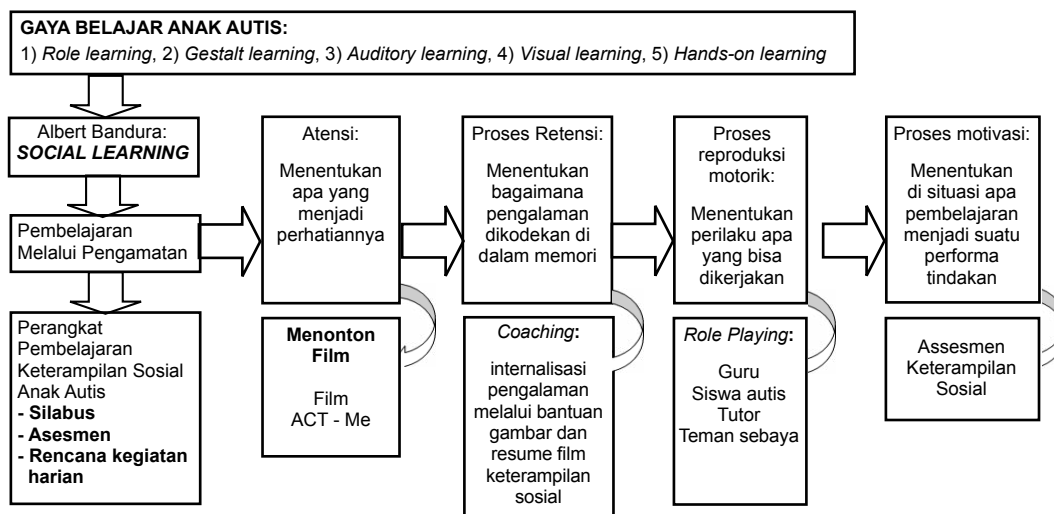 GAYA BELAJAR ANAK AUTIS:
1) Role learning, 2) Gestalt learning, 3) Auditory learning, 4) Visual learning, 5) Hands-on learning
Albert Bandura:
SOCIAL LEARNING
Pembelajaran
Melalui Pengamatan
Perangkat
Pembelajaran
Keterampilan Sosial
Anak Autis
- Silabus
- Asesmen
- Rencana kegiatan
harian
Atensi:
Menentukan
apa yang
menjadi
perhatiannya
Menonton
Film
Film
ACT - Me
Proses Retensi:
Menentukan
bagaimana
pengalaman
dikodekan di
dalam memori
Coaching:
internalisasi
pengalaman
melalui bantuan
gambar dan
resume film
keterampilan
sosial
Proses
reproduksi
motorik:
Menentukan
perilaku apa
yang bisa
dikerjakan
Role Playing:
Guru
Siswa autis
Tutor
Teman sebaya
Proses motivasi:
Menentukan
di situasi apa
pembelajaran
menjadi suatu
performa
tindakan
Assesmen
Keterampilan
Sosial